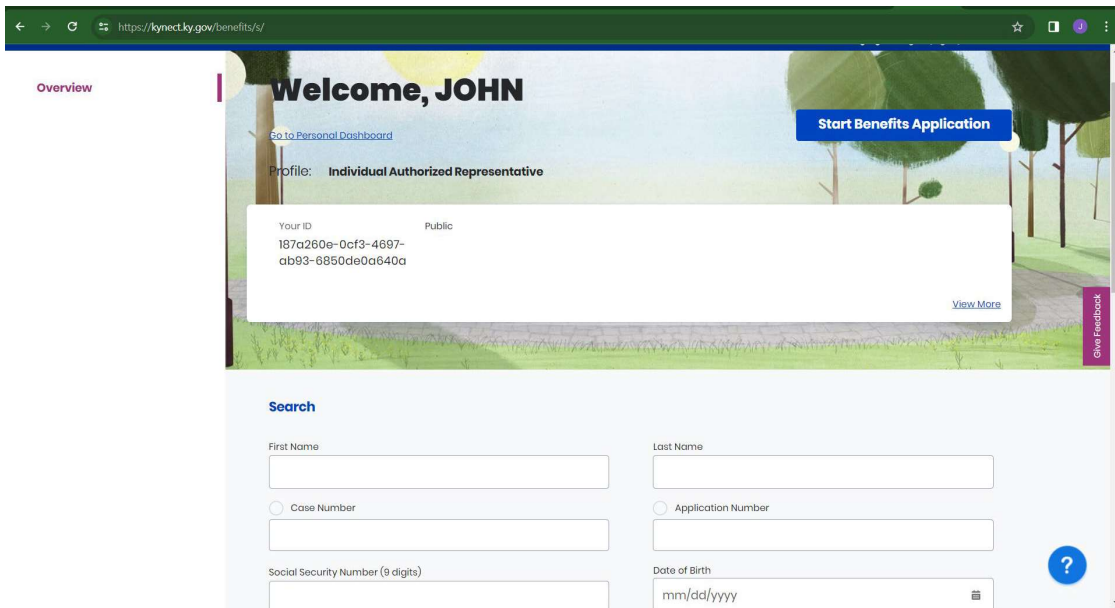 https://kynect.ky.gov/benefits/s/
J
Overview
Welcome, JOHN
Go to Personal Dashboard
Start Benefits Application
Profile: Individual Authorized Representative
Your ID
Public
187a260e-0cf3-4697-
ab93-6850de0a640a
View More
Give Feedback
Search
First Name
Last Name
Case Number
Application Number
Social Security Number (9 digits)
Date of Birth
mm/dd/yyyy
?